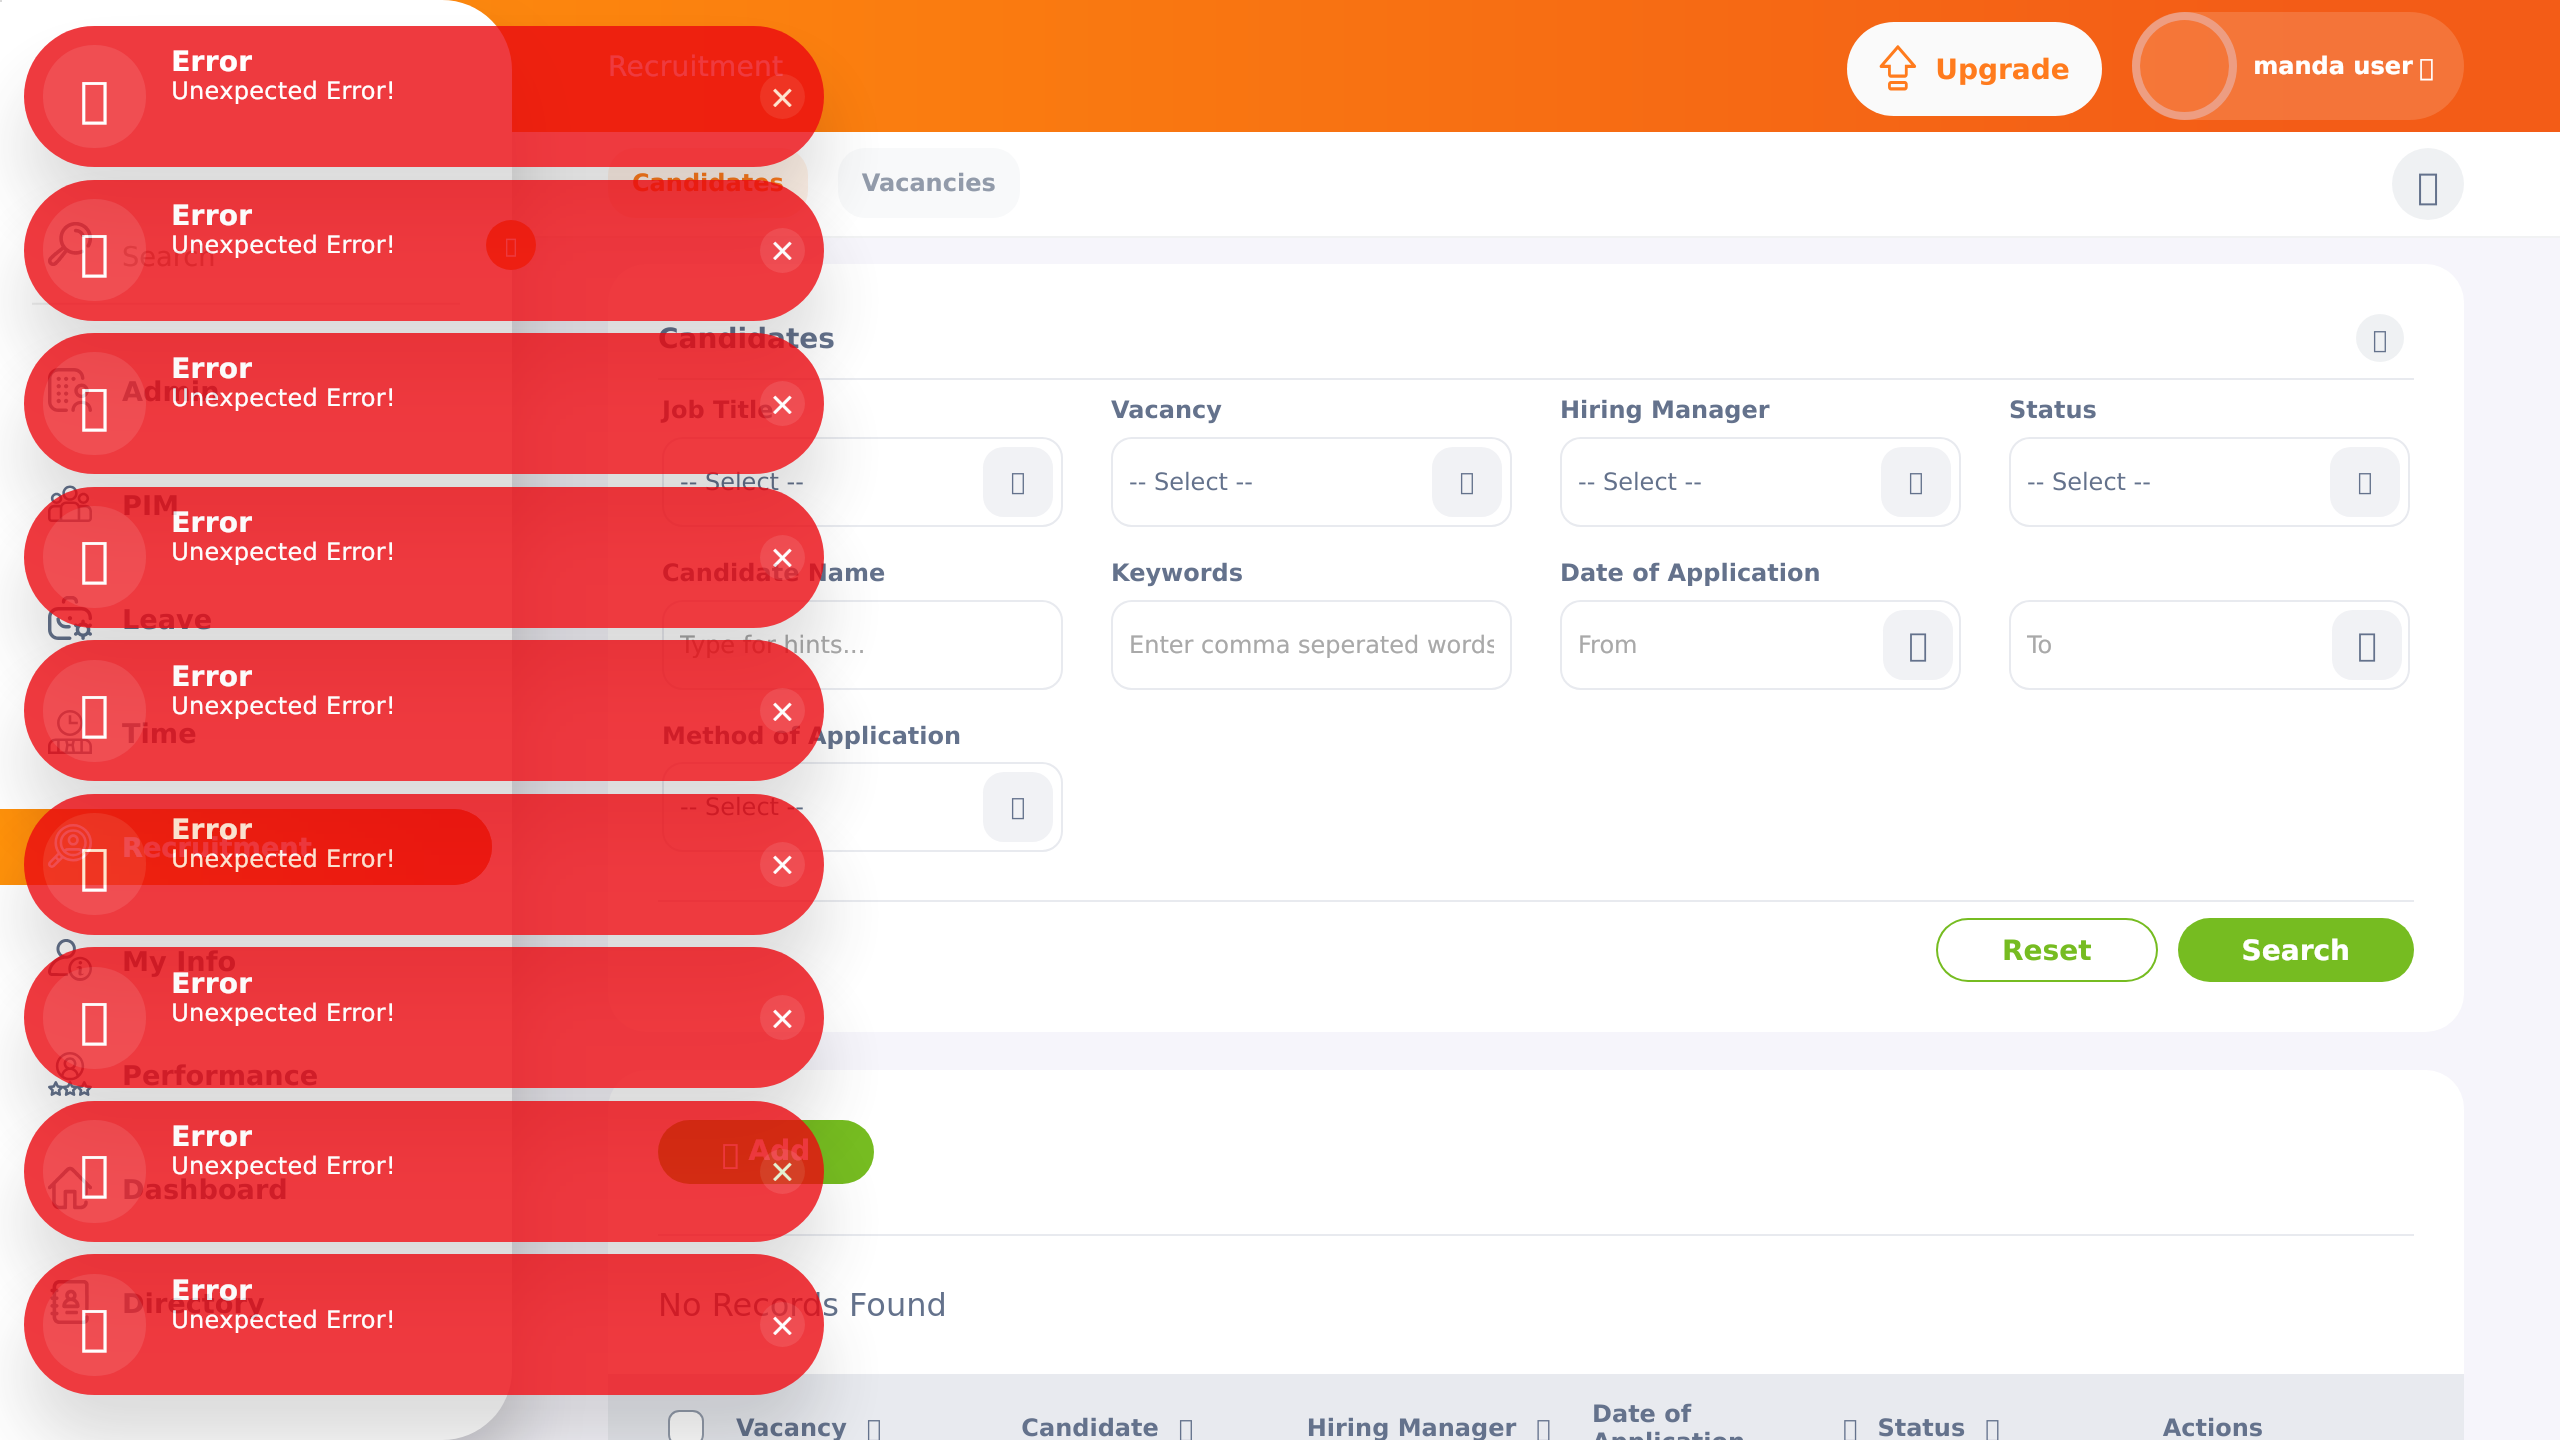 Recruitment
Upgrade
manda user
Error
Unexpected Error!
Candidates
Vacancies
Error
Unexpected Error!
Search
Candidates
Error
Unexpected Error!
Admin
Job Title
Vacancy
Hiring Manager
Status
-- Select --
-- Select --
-- Select --
-- Select --
PIM
Error
Unexpected Error!
Candidate Name
Keywords
Date of Application
Leave
Type for hints...
Enter comma seperated words
From
To
Error
Unexpected Error!
Time
Method of Application
-- Select --
Error
Unexpected Error!
Recruitment
Reset
Search
My Info
Error
Unexpected Error!
Performance
Add
Error
Unexpected Error!
Dashboard
Error
Unexpected Error!
Directory
No Records Found
Vacancy
Candidate
Hiring Manager
Date of
Application
Status
Actions